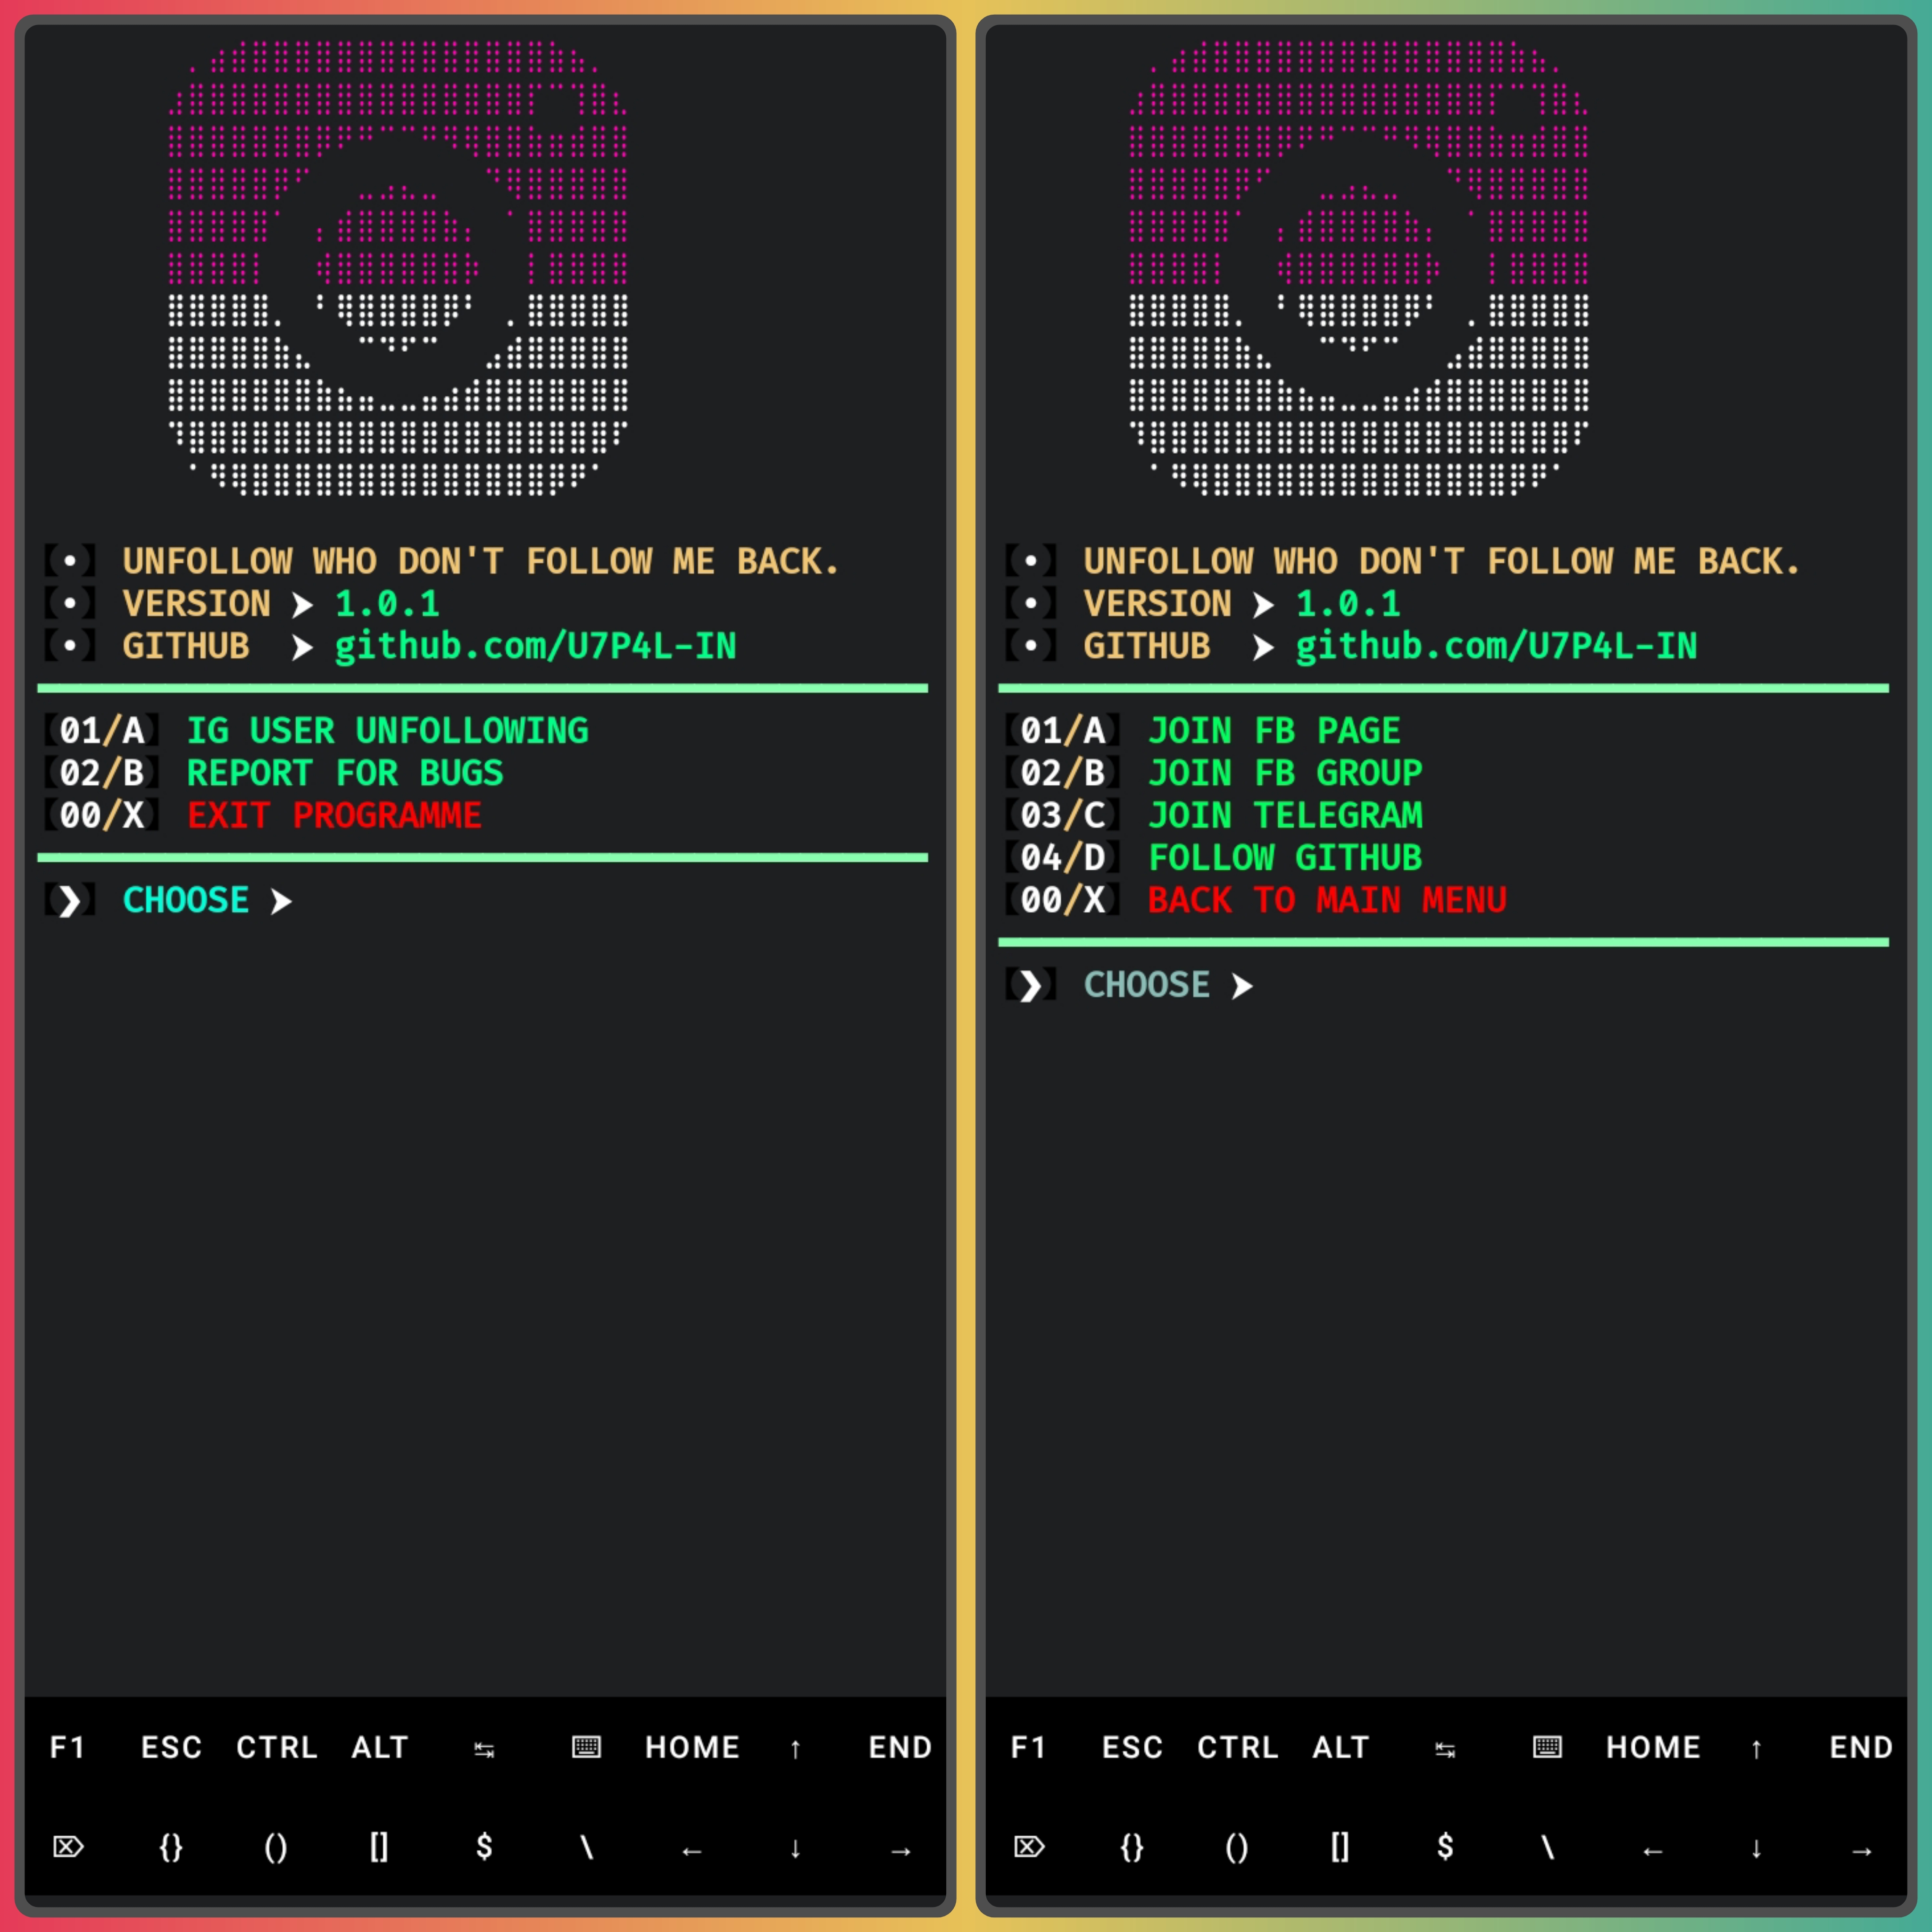 (•) UNFOLLOW WHO DON'T FOLLOW ME BACK.
(•) VERSION ➤ 1.0.1
(•) GITHUB ➤ github.com/U7P4L-IN
(01/A) IG USER UNFOLLOWING
(02/B) REPORT FOR BUGS
(00/X) EXIT PROGRAMME
(❯) CHOOSE ➤
F1 ESC CTRL ALT ⇆ ⌨ HOME ↑ END
⌦ {} () [] $ \ ← ↓ →
(•) UNFOLLOW WHO DON'T FOLLOW ME BACK.
(•) VERSION ➤ 1.0.1
(•) GITHUB ➤ github.com/U7P4L-IN
(01/A) JOIN FB PAGE
(02/B) JOIN FB GROUP
(03/C) JOIN TELEGRAM
(04/D) FOLLOW GITHUB
(00/X) BACK TO MAIN MENU
(❯) CHOOSE ➤
F1 ESC CTRL ALT ⇆ ⌨ HOME ↑ END
⌦ {} () [] $ \ ← ↓ →